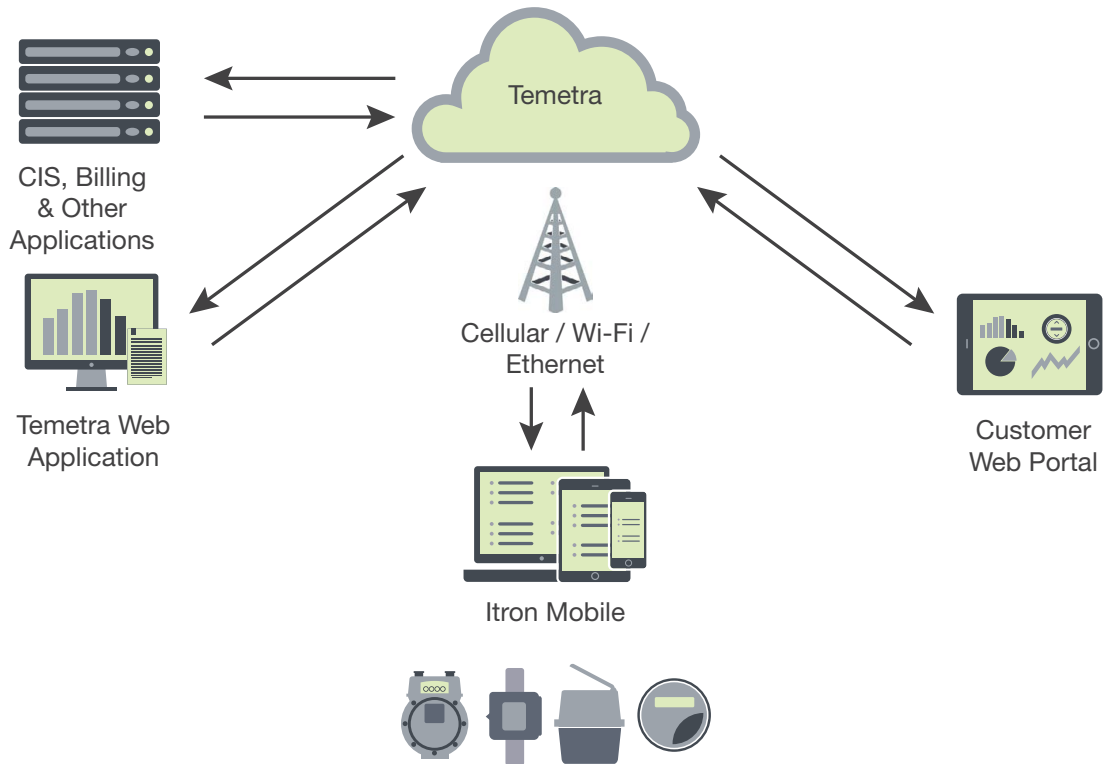 Temetra
CIS, Billing
& Other
Applications
Cellular / Wi-Fi /
Ethernet
Temetra Web
Application
Customer
Web Portal
Itron Mobile